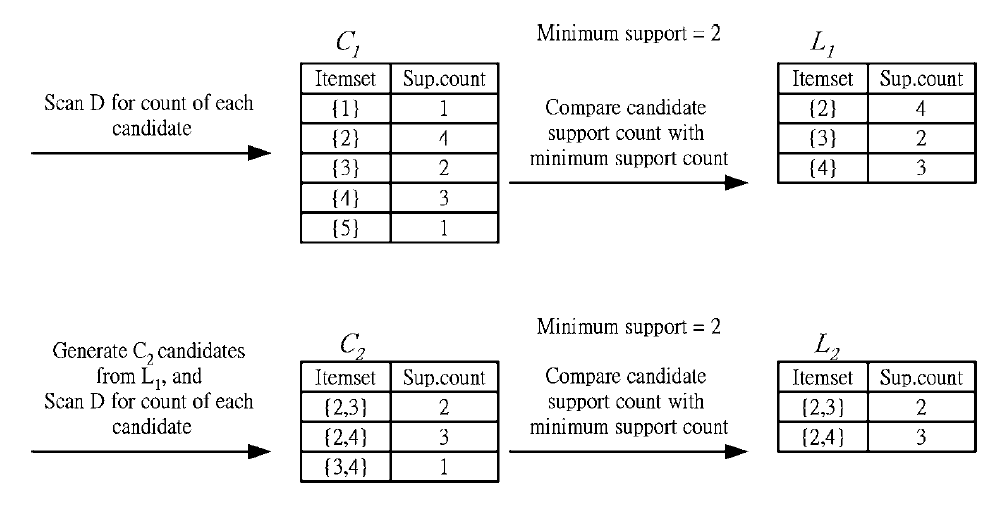 C1
Minimum support = 2
L1
Itemset Sup.count
Itemset Sup.count
Scan D for count of each
candidate
{1} 1
{2} 4
{3} 2
{4} 3
{5} 1
Compare candidate
support count with
minimum support count
{2} 4
{3} 2
{4} 3
Minimum support = 2
Generate C2 candidates
from L1, and
Scan D for count of each
candidate
C2
Itemset Sup.count
{2,3} 2
{2,4} 3
{3,4} 1
Compare candidate
support count with
minimum support count
L2
Itemset Sup.count
{2,3} 2
{2,4} 3